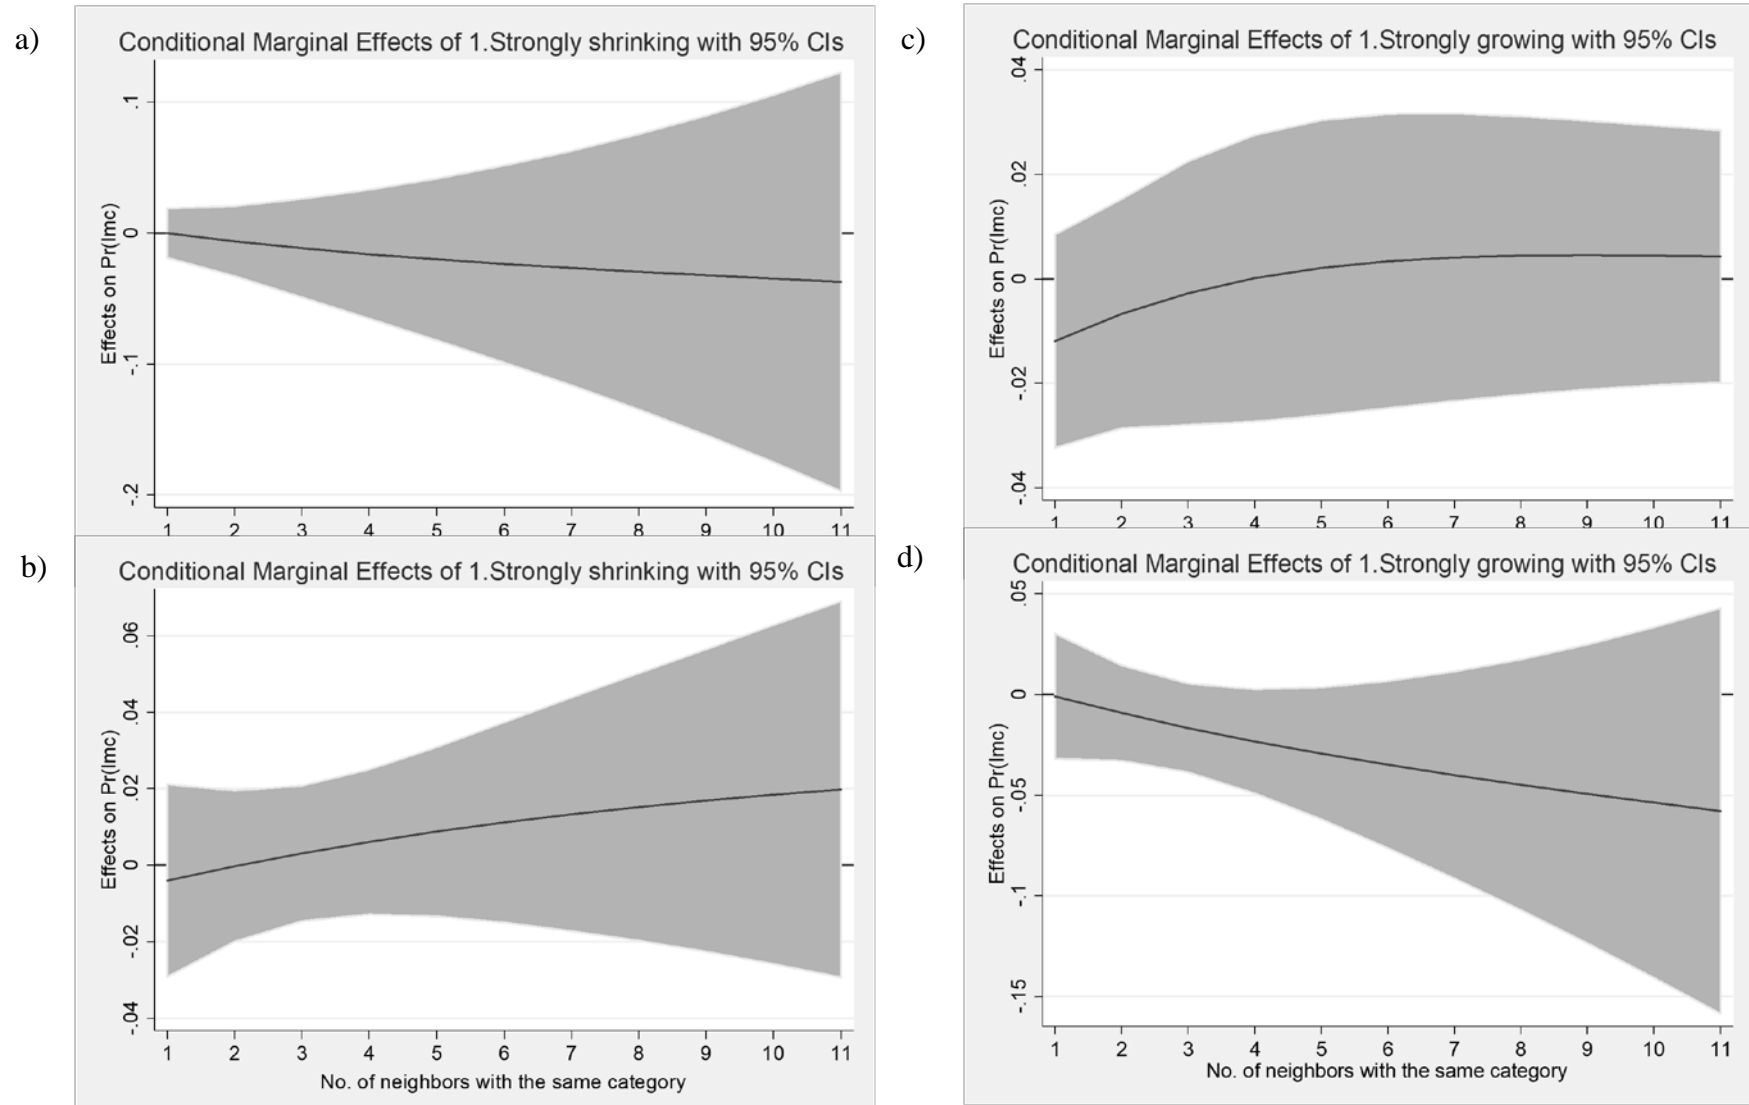 a)
Conditional Marginal Effects of 1.Strongly shrinking with 95% CIs
Effects on Pr(lmc)
.1
0
-.1
-.2
1 2 3 4 5 6 7 8 9 10 11
b)
Conditional Marginal Effects of 1.Strongly shrinking with 95% CIs
Effects on Pr(lmc)
.06
.04
.02
0
-.02
-.04
1 2 3 4 5 6 7 8 9 10 11
No. of neighbors with the same category
c)
Conditional Marginal Effects of 1.Strongly growing with 95% CIs
Effects on Pr(lmc)
.04
.02
0
-.02
-.04
1 2 3 4 5 6 7 8 9 10 11
d)
Conditional Marginal Effects of 1.Strongly growing with 95% CIs
Effects on Pr(lmc)
.05
0
-.05
-.1
-.15
1 2 3 4 5 6 7 8 9 10 11
No. of neighbors with the same category